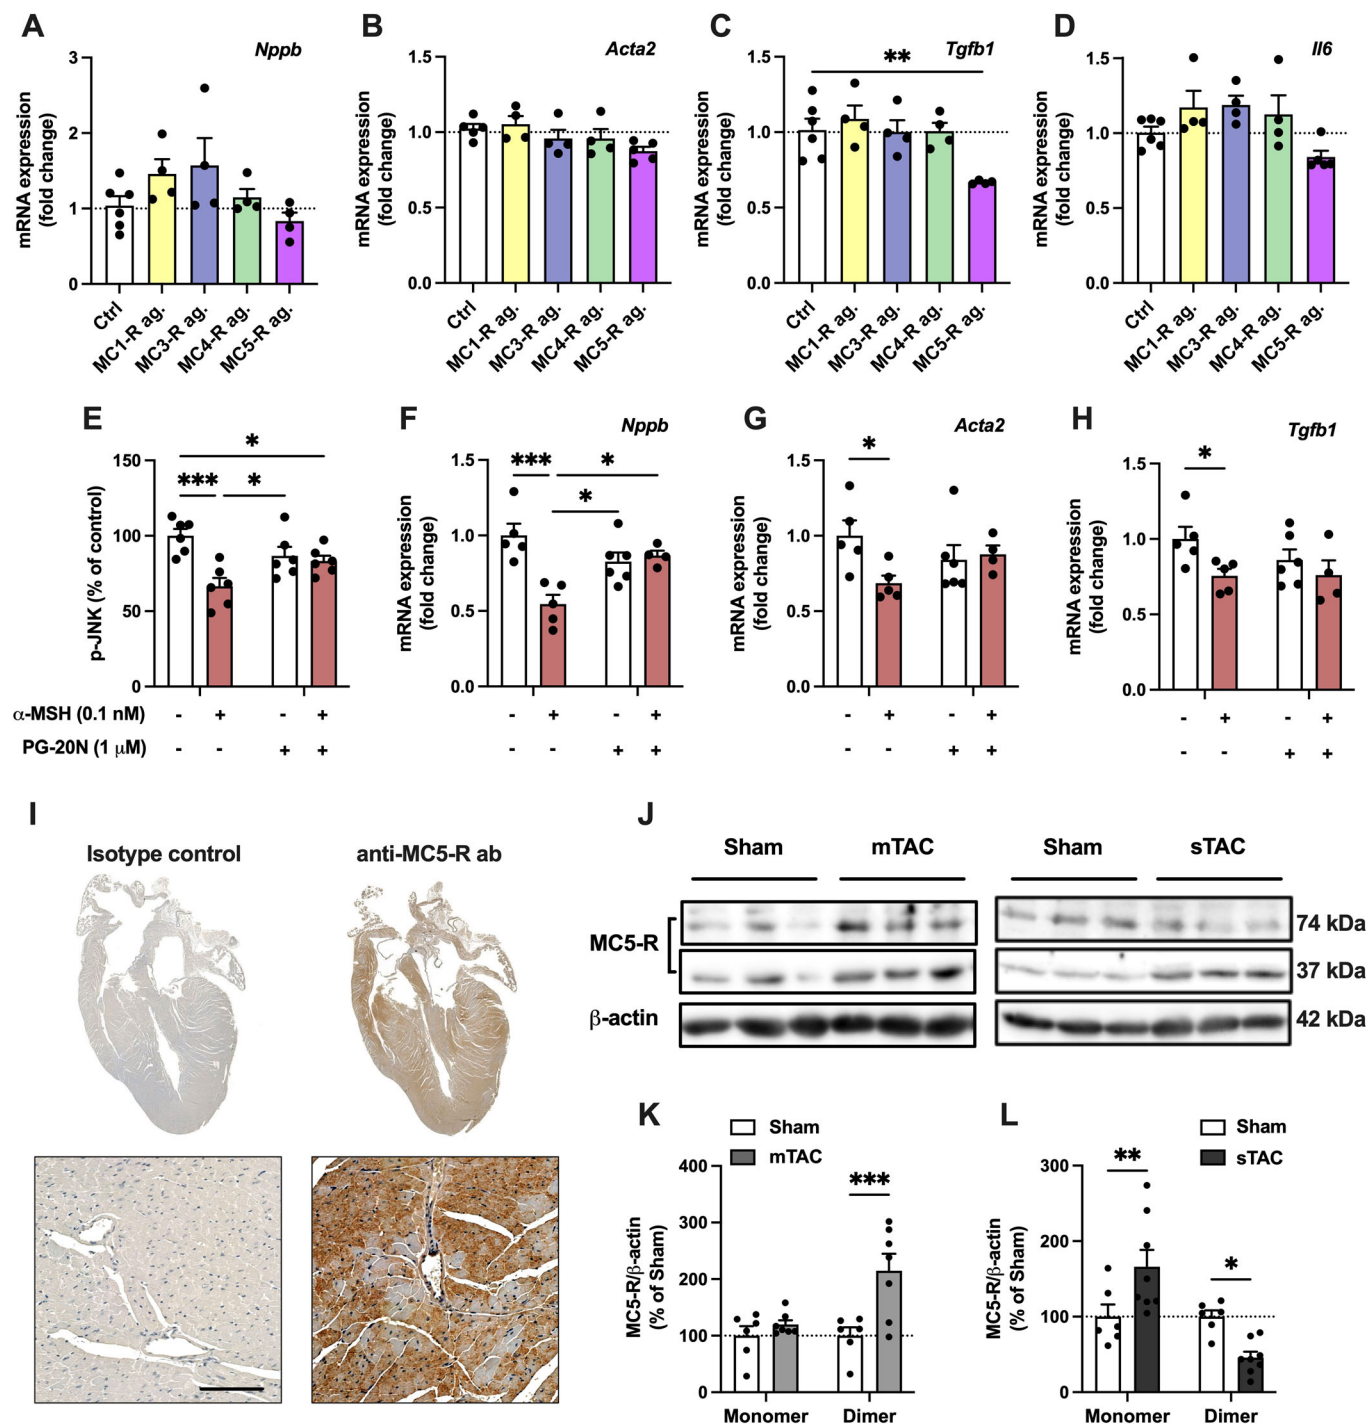 A
Nppb
mRNA expression
(fold change)
3
2
1
0
Ctrl
MC1-R ag.
MC3-R ag.
MC4-R ag.
MC5-R ag.
B
Acta2
mRNA expression
(fold change)
1.5
1.0
0.5
0.0
Ctrl
MC1-R ag.
MC3-R ag.
MC4-R ag.
MC5-R ag.
C
Tgfb1
**
mRNA expression
(fold change)
1.5
1.0
0.5
0.0
Ctrl
MC1-R ag.
MC3-R ag.
MC4-R ag.
MC5-R ag.
D
Il6
mRNA expression
(fold change)
1.5
1.0
0.5
0.0
Ctrl
MC1-R ag.
MC3-R ag.
MC4-R ag.
MC5-R ag.
E
*
*** *
p-JNK (% of control)
150
100
50
0
α-MSH (0.1 nM) - + - +
PG-20N (1 μM) - - + +
F
Nppb
*** *
*
mRNA expression
(fold change)
1.5
1.0
0.5
0.0
- + - +
- - + +
G
Acta2
*
mRNA expression
(fold change)
1.5
1.0
0.5
0.0
- + - +
- - + +
H
Tgfb1
*
mRNA expression
(fold change)
1.5
1.0
0.5
0.0
- + - +
- - + +
I
Isotype control
anti-MC5-R ab
J
Sham mTAC Sham sTAC
MC5-R
74 kDa
37 kDa
β-actin
42 kDa
K
Sham
mTAC
***
MC5-R/β-actin
(% of Sham)
400
300
200
100
0
Monomer Dimer
L
Sham
sTAC
**
*
MC5-R/β-actin
(% of Sham)
300
200
100
0
Monomer Dimer